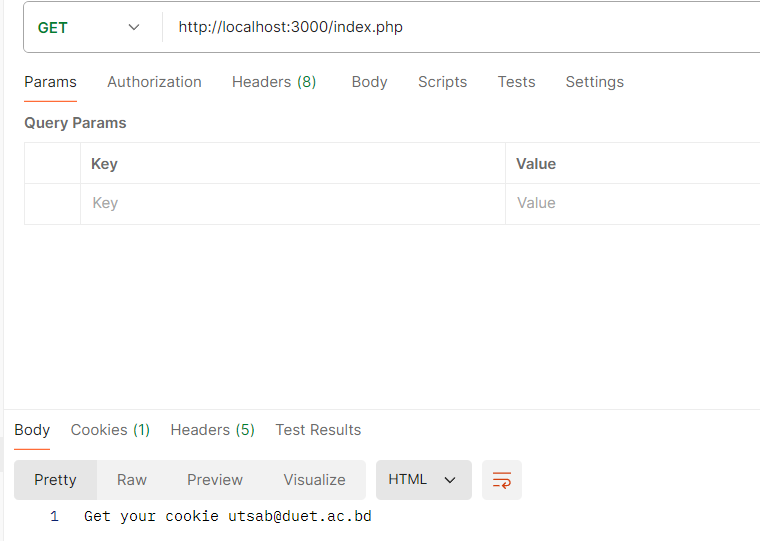 GET http://localhost:3000/index.php
Params Authorization Headers (8) Body Scripts Tests Settings
Query Params
Key Value
Key Value
Body Cookies (1) Headers (5) Test Results
Pretty Raw Preview Visualize HTML
1 Get your cookie utsab@duet.ac.bd